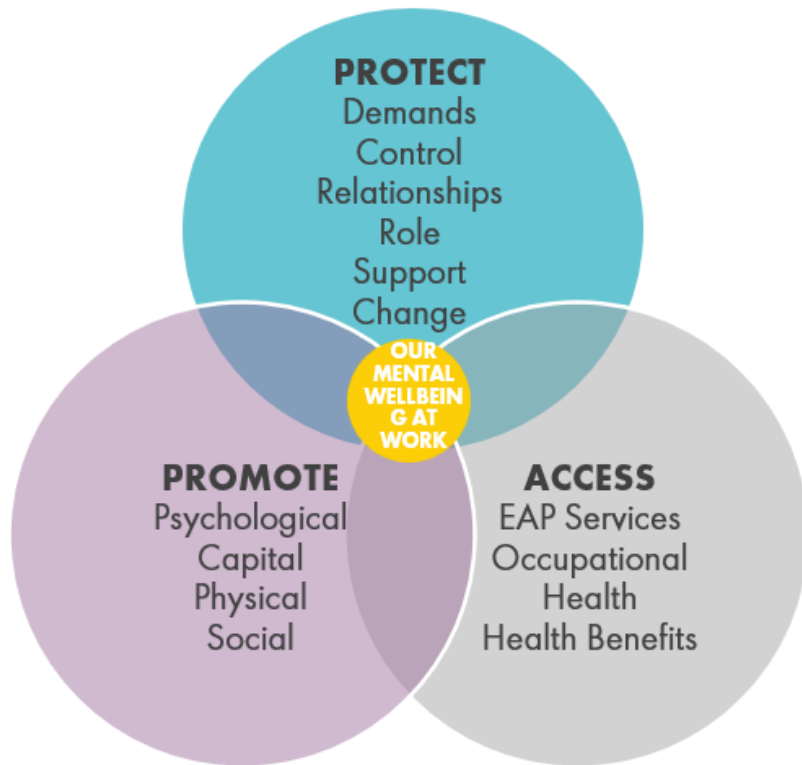 PROTECT
Demands
Control
Relationships
Role
Support
Change
OUR
MENTAL
WELLBEIN
G AT
WORK
PROMOTE
Psychological
Capital
Physical
Social
ACCESS
EAP Services
Occupational
Health
Health Benefits